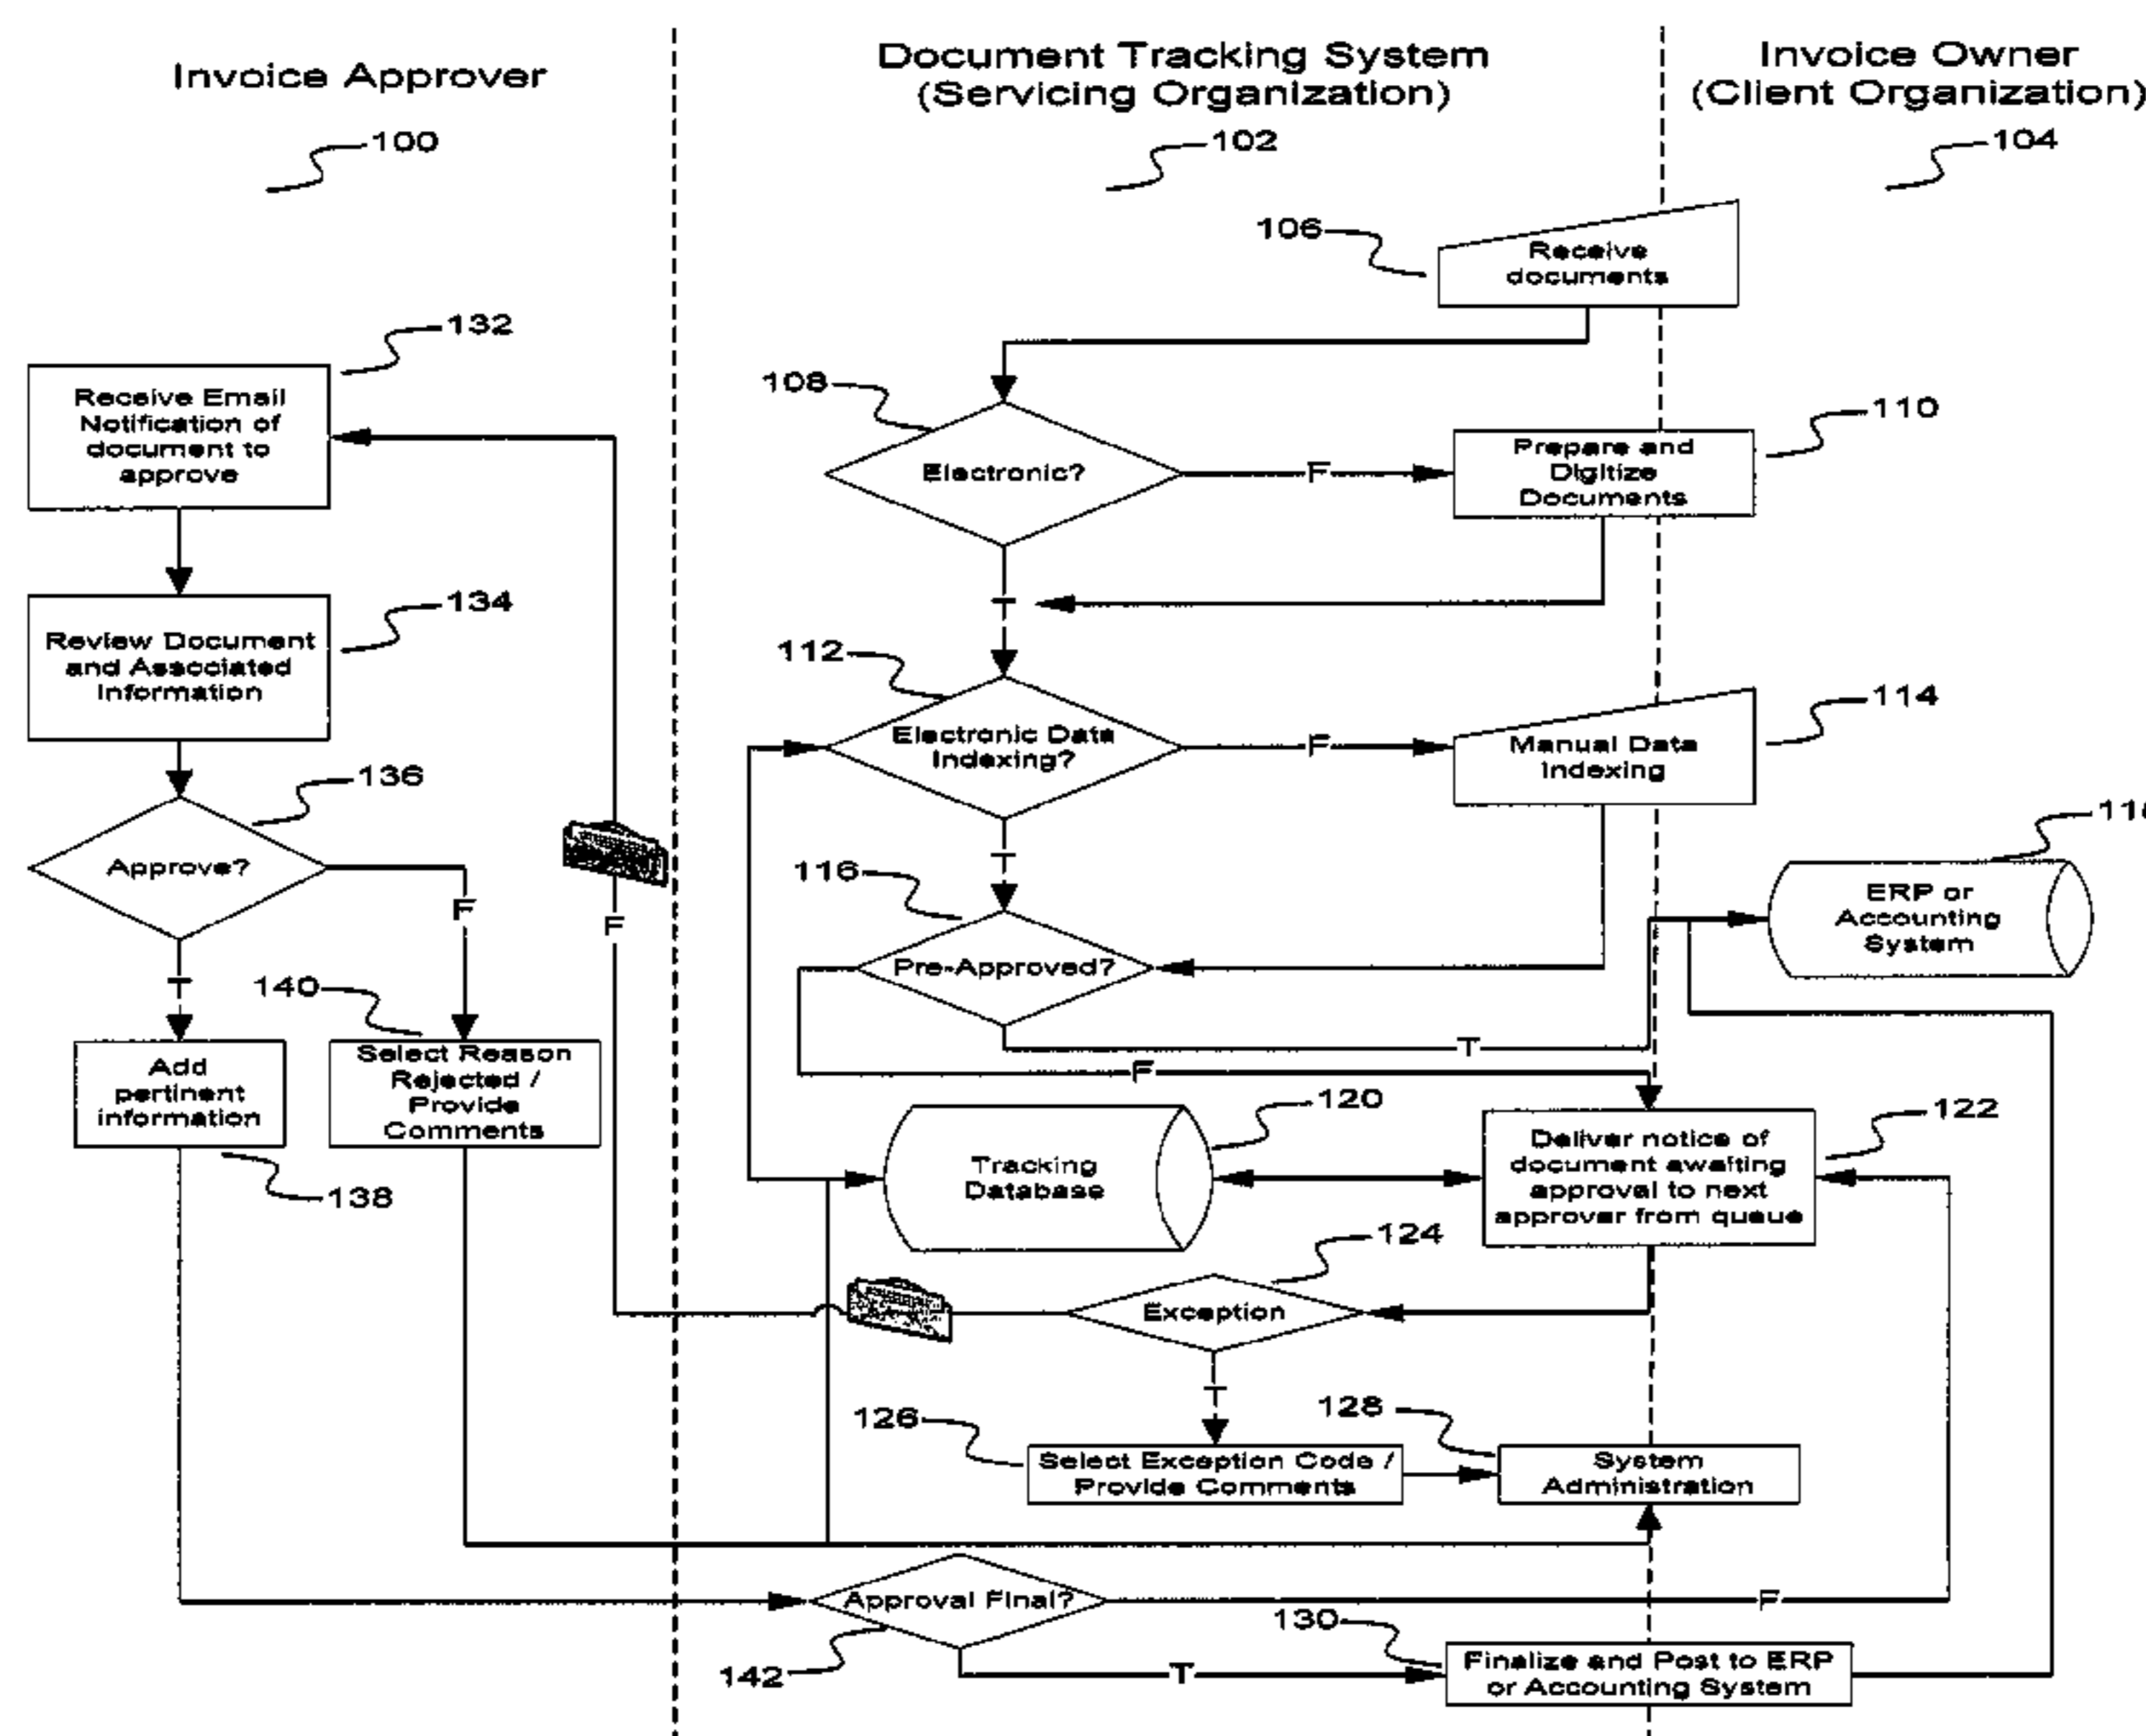 Invoice Approver
Document Tracking System
(Servicing Organization)
Invoice Owner
(Client Organization)
100
102
104
106
Receive
documents
132
Receive Email
Notification of
document to
approve
108
Electronic?
F
110
Prepare and
Digitize
Documents
T
134
Review Document
and Associated
Information
112
Electronic Data
Indexing?
F
114
Manual Data
Indexing
136
Approve?
F
T
F
T
116
Pre-Approved?
ERP or
Accounting
System
T
F
140
Select Reason
Rejected /
Provide
Comments
Add
pertinent
information
138
120
Tracking
Database
122
Deliver notice of
document awaiting
approval to next
approver from queue
124
Exception
T
126
Select Exception Code /
Provide Comments
128
System
Administration
Approval Final?
F
142
T
130
Finalize and Post to ERP
or Accounting System